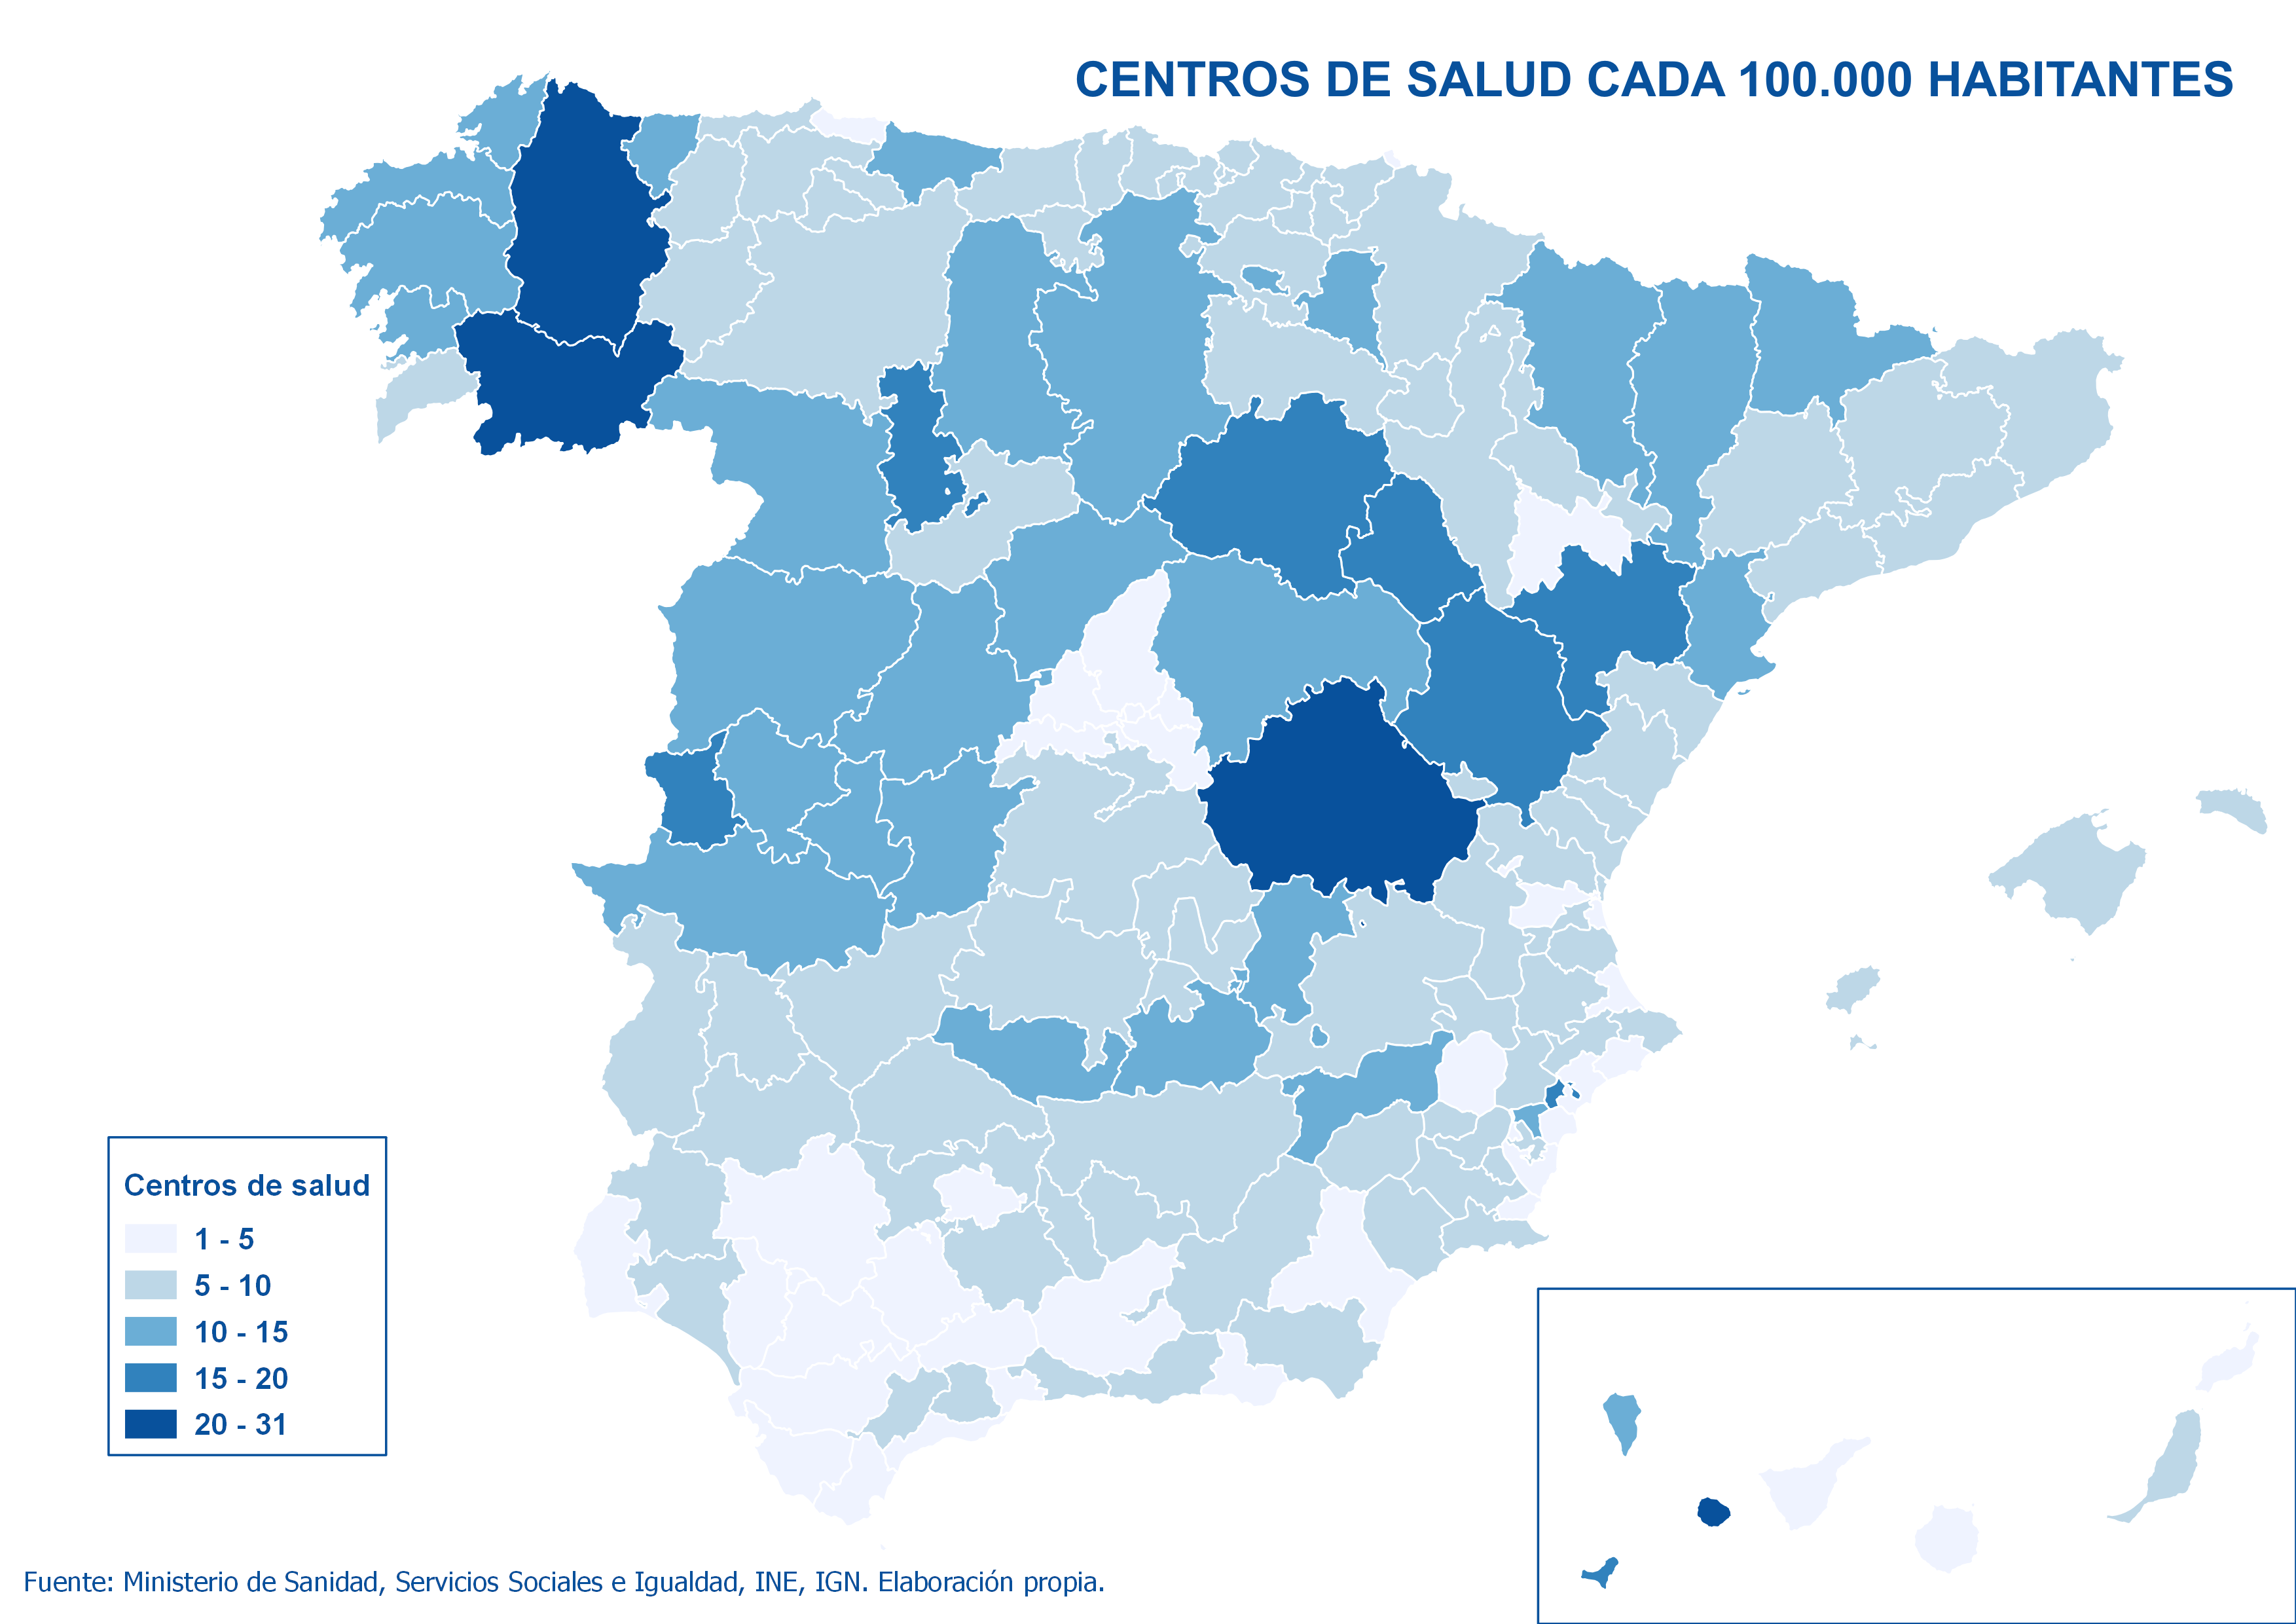 CENTROS DE SALUD CADA 100.000 HABITANTES
Centros de salud
1 - 5
5 - 10
10 - 15
15 - 20
20 - 31
Fuente: Ministerio de Sanidad, Servicios Sociales e Igualdad, INE, IGN. Elaboración propia.